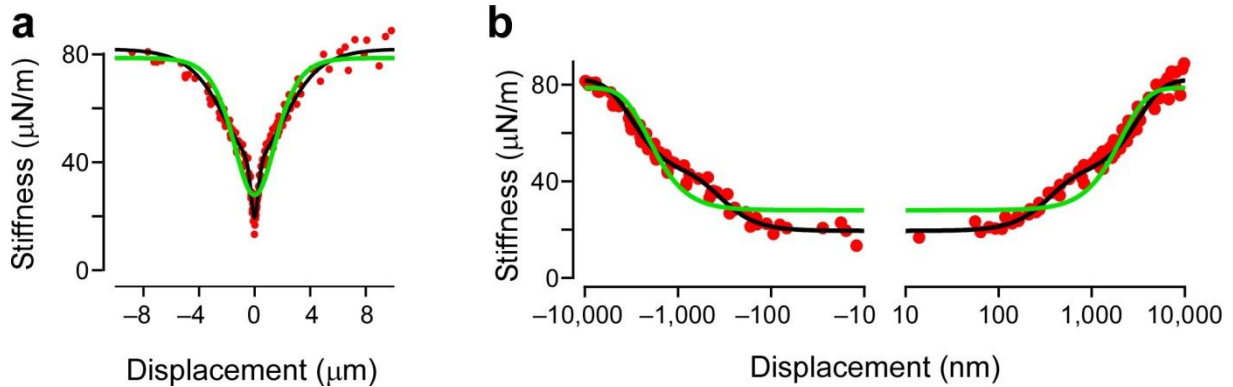 a
Stiffness (µN/m)
80
40
0
–8 –4 0 4 8
Displacement (µm)
b
Stiffness (µN/m)
80
40
0
–10,000 –1,000 –100 –10 10 100 1,000 10,000
Displacement (nm)